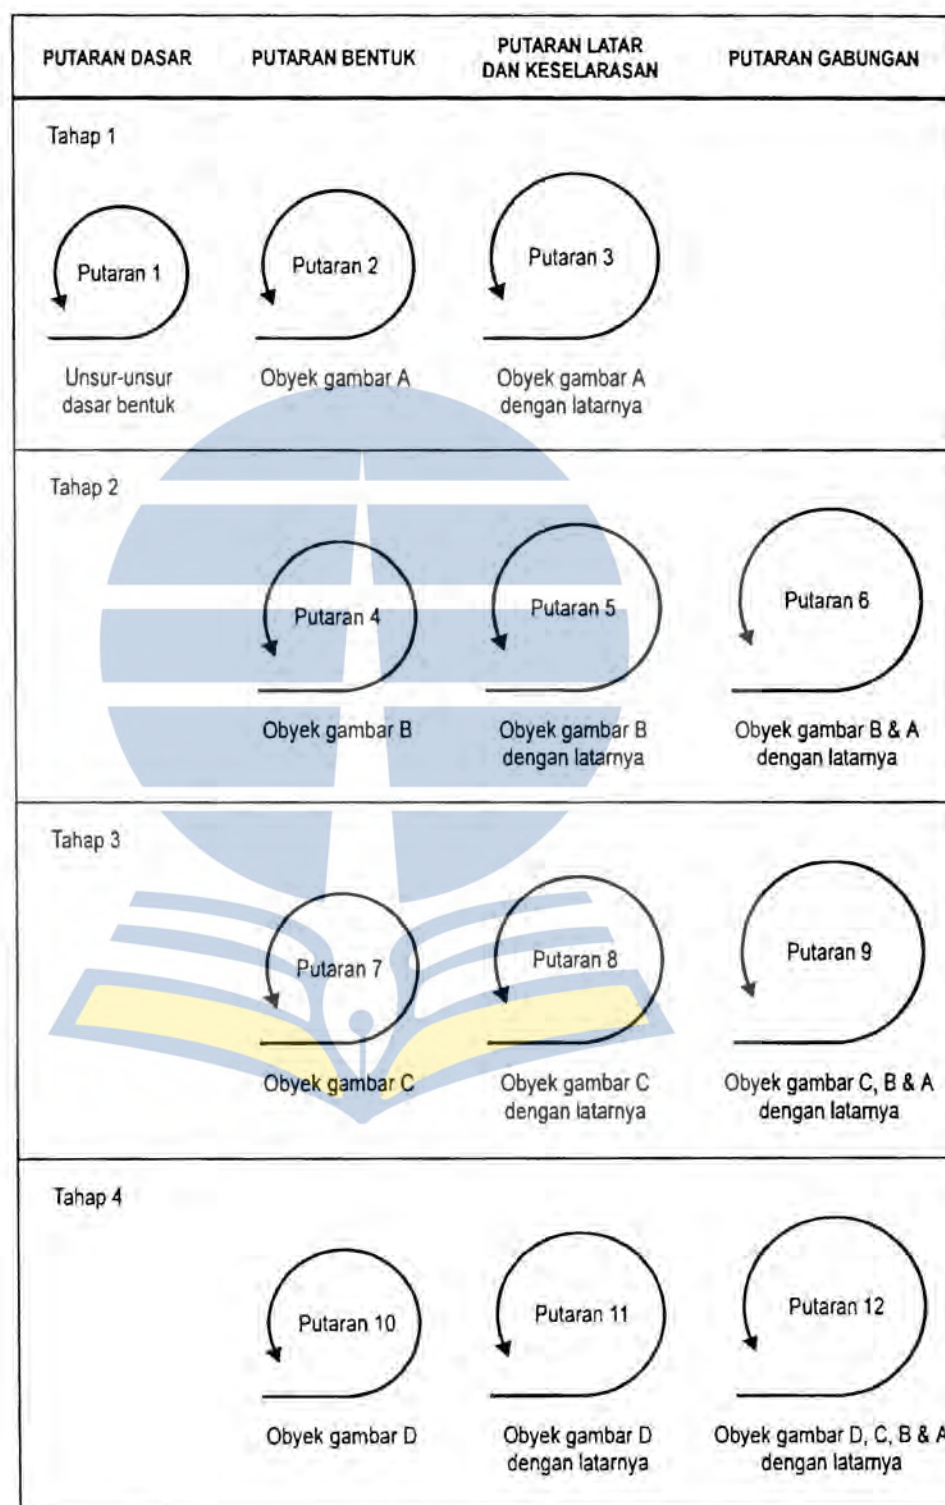 PUTARAN DASAR
PUTARAN BENTUK
PUTARAN LATAR
DAN KESELARASAN
PUTARAN GABUNGAN
Tahap 1
Putaran 1
Putaran 2
Putaran 3
Unsur-unsur
dasar bentuk
Obyek gambar A
Obyek gambar A
dengan latarnya
Tahap 2
Putaran 4
Putaran 5
Putaran 6
Obyek gambar B
Obyek gambar B
dengan latarnya
Obyek gambar B & A
dengan latarnya
Tahap 3
Putaran 7
Putaran 8
Putaran 9
Obyek gambar C
Obyek gambar C
dengan latarnya
Obyek gambar C, B & A
dengan latarnya
Tahap 4
Putaran 10
Putaran 11
Putaran 12
Obyek gambar D
Obyek gambar D
dengan latarnya
Obyek gambar D, C, B & A
dengan latarnya